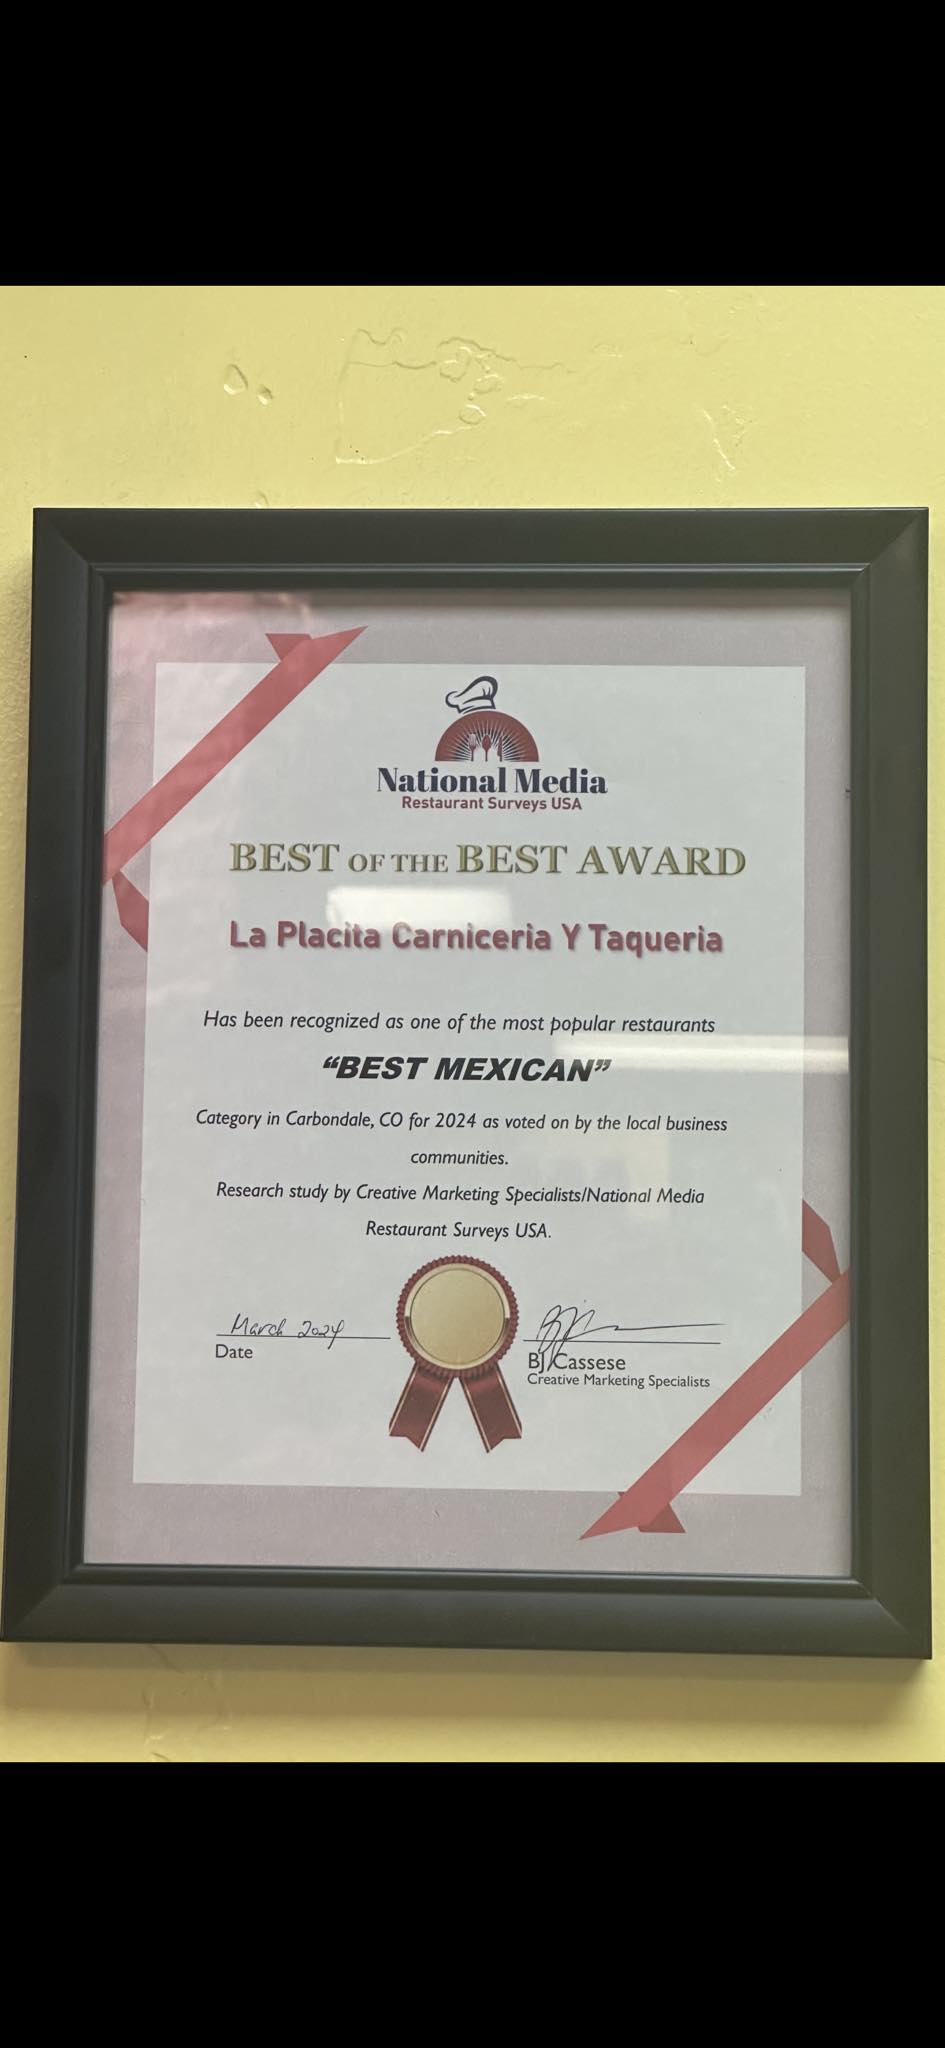 National Media
Restaurant Surveys USA
BEST OF THE BEST AWARD
La Placita Carniceria Y Taqueria
Has been recognized as one of the most popular restaurants
“BEST MEXICAN”
Category in Carbondale, CO for 2024 as voted on by the local business
communities.
Research study by Creative Marketing Specialists/National Media
Restaurant Surveys USA.
March 2024
Date
BJ Cassese
Creative Marketing Specialists